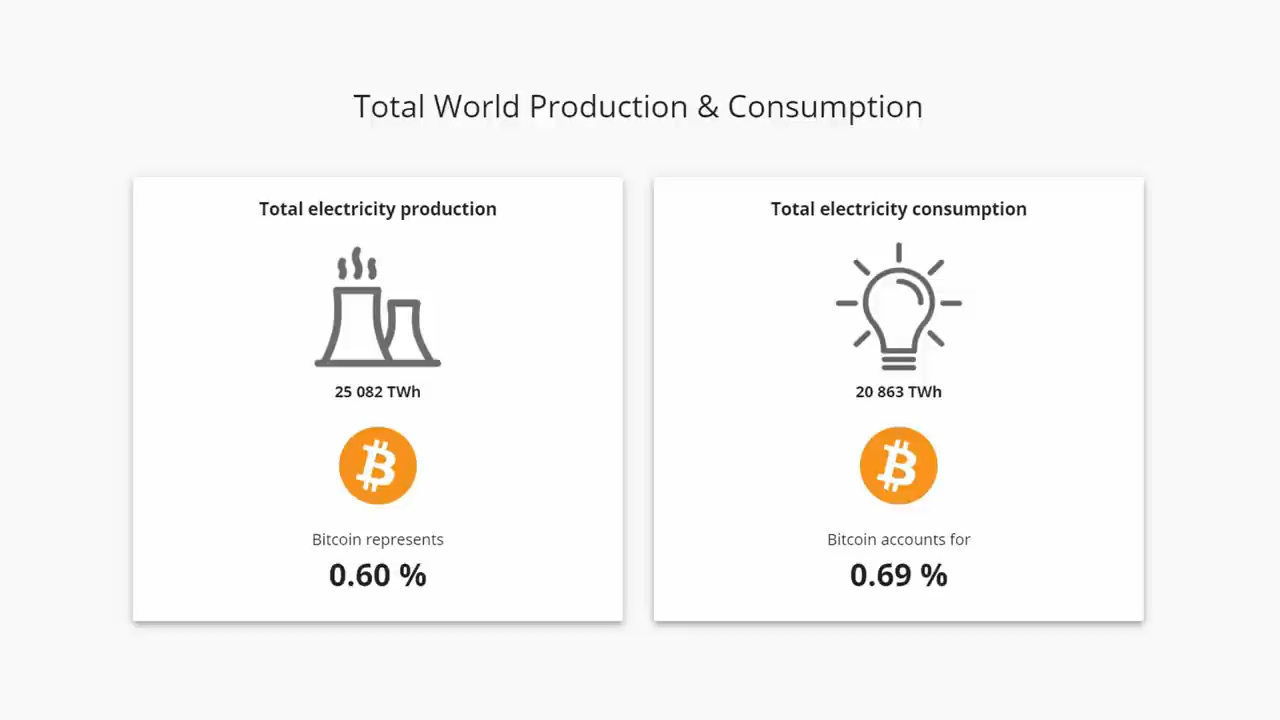 Total World Production & Consumption
Total electricity production
25 082 TWh
Bitcoin represents
0.60 %
Total electricity consumption
20 863 TWh
Bitcoin accounts for
0.69 %